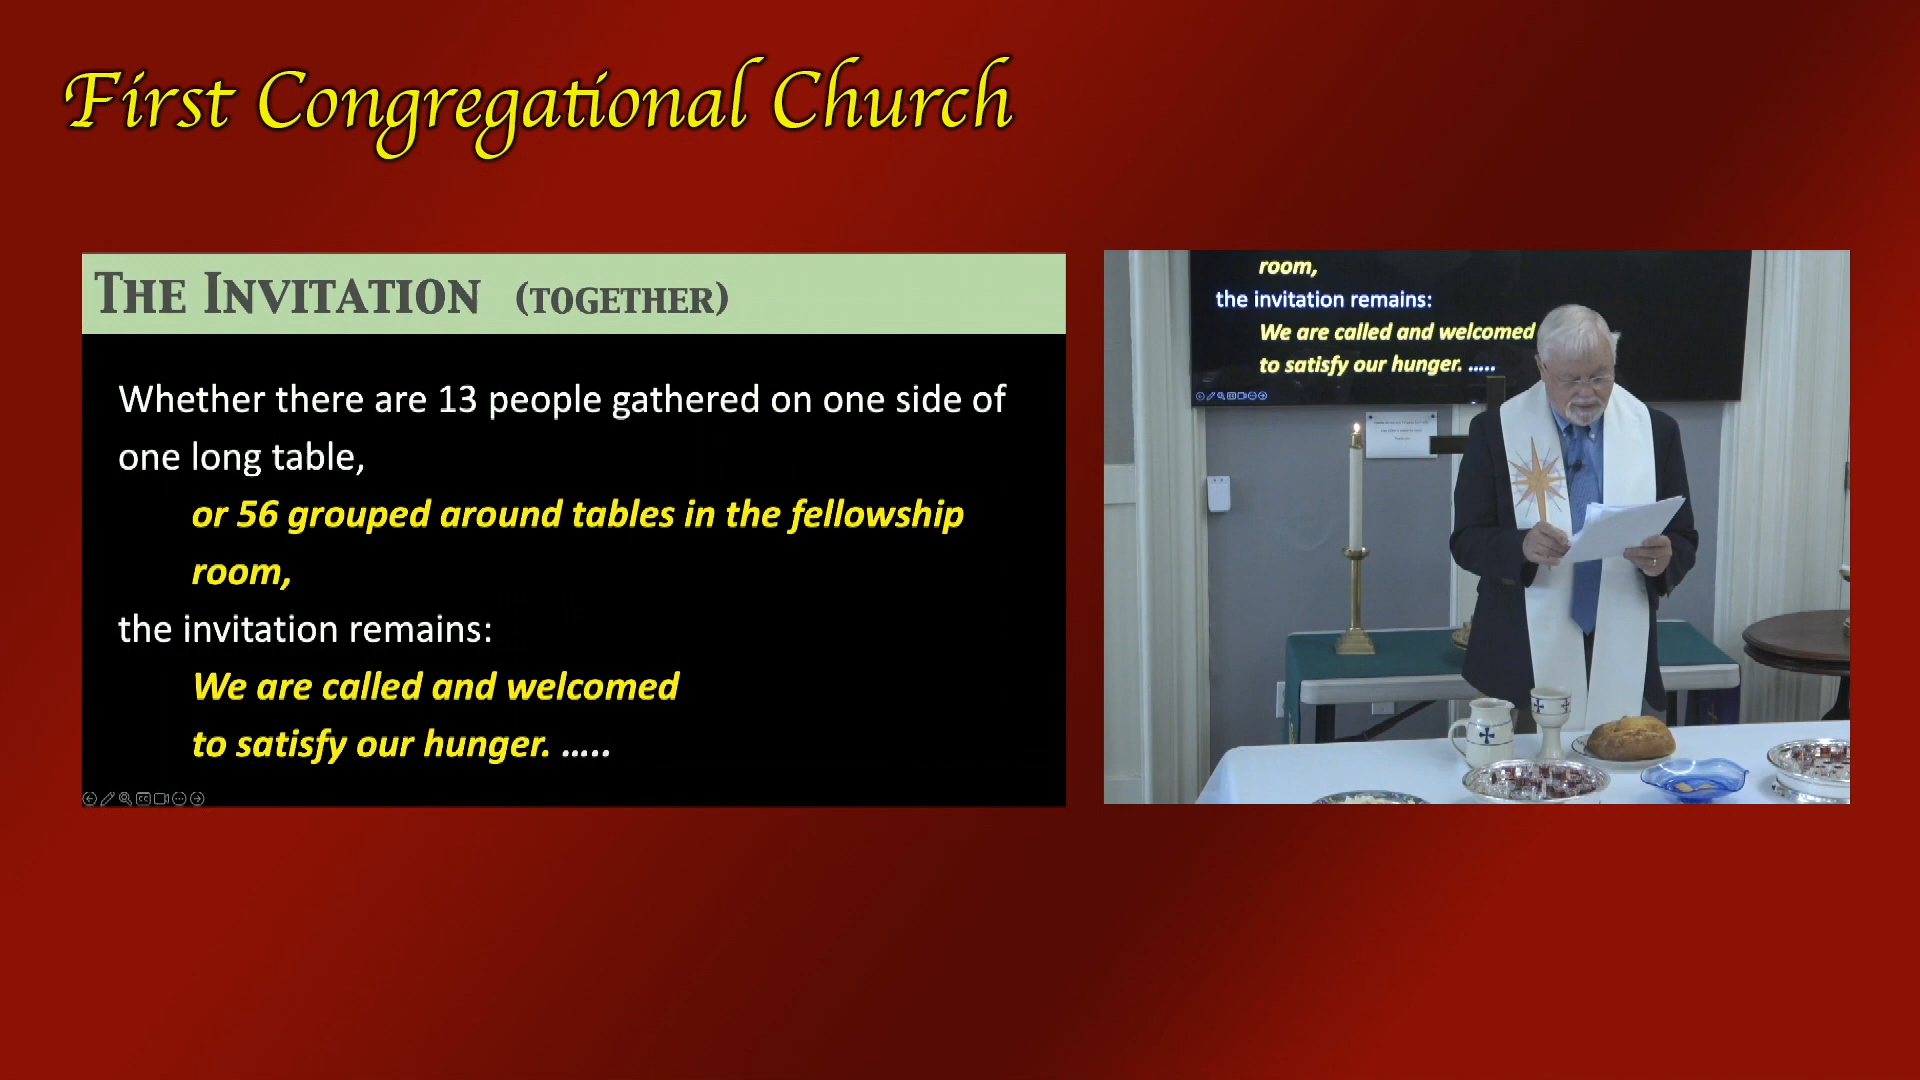 First Congregational Church
THE INVITATION (TOGETHER)
Whether there are 13 people gathered on one side of
one long table,
or 56 grouped around tables in the fellowship
room,
the invitation remains:
We are called and welcomed
to satisfy our hunger. .....
room,
the invitation remains:
We are called and welcomed
to satisfy our hunger. .....